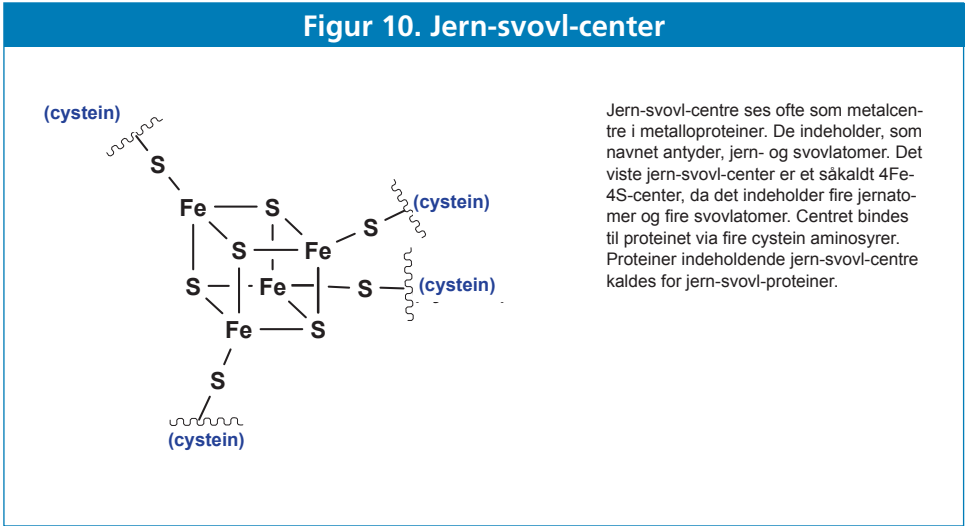 Figur 10. Jern-svovl-center
(cystein)
S
Fe
S
S
(cystein)
S
Fe
S
Fe
S
(cystein)
Fe
S
S
(cystein)
Jern-svovl-centre ses ofte som metalcen-
tre i metalloproteiner. De indeholder, som
navnet antyder, jern- og svovlatomer. Det
viste jern-svovl-center er et såkaldt 4Fe-
4S-center, da det indeholder fire jernato-
mer og fire svovlatomer. Centret bindes
til proteinet via fire cystein aminosyrer.
Proteiner indeholdende jern-svovl-centre
kaldes for jern-svovl-proteiner.